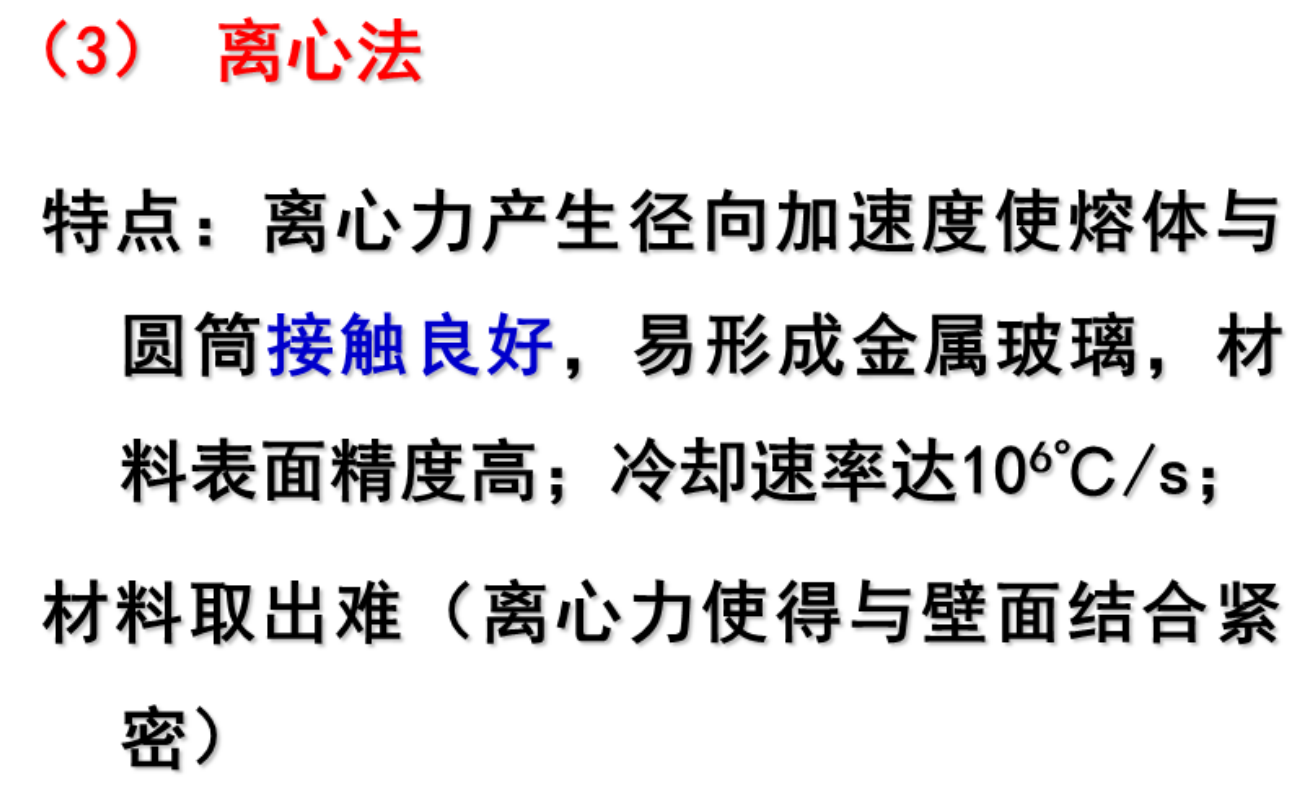 （3） 离心法
特点：离心力产生径向加速度使熔体与
圆筒接触良好，易形成金属玻璃，材
料表面精度高；冷却速率达10⁶℃/s；
材料取出难（离心力使得与壁面结合紧
密）